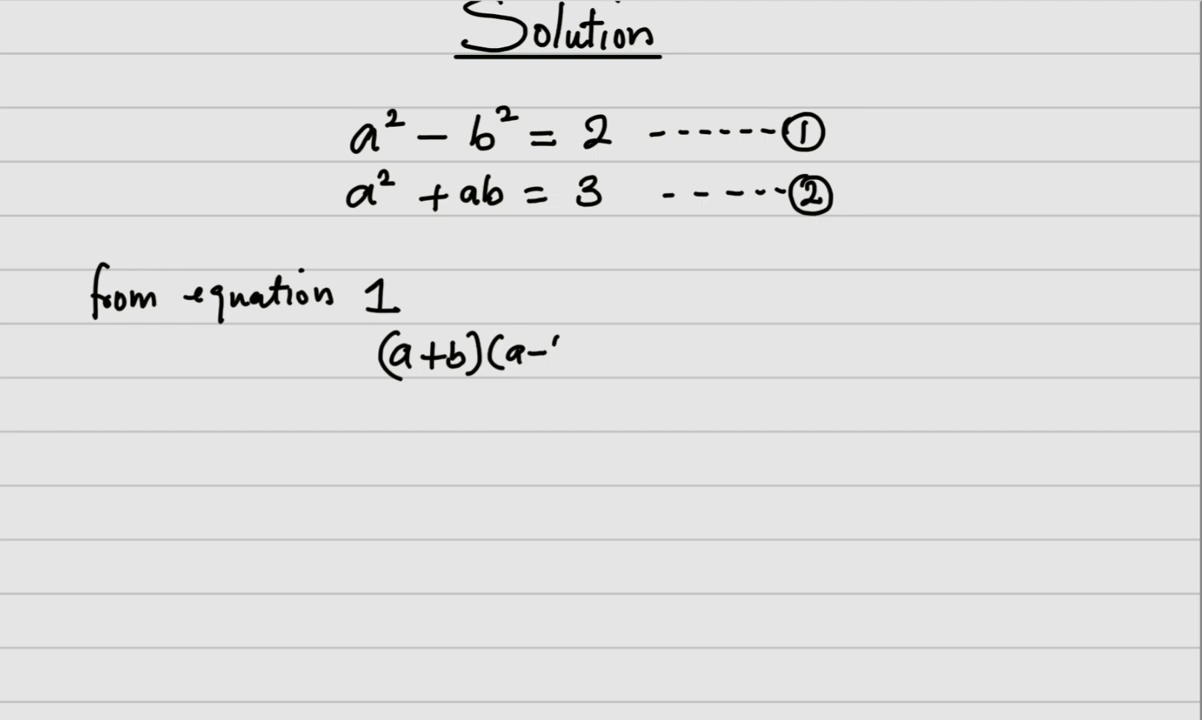 Solution
a² - b² = 2 ------①
a² + ab = 3 -----②
from equation 1
(a+b)(a-